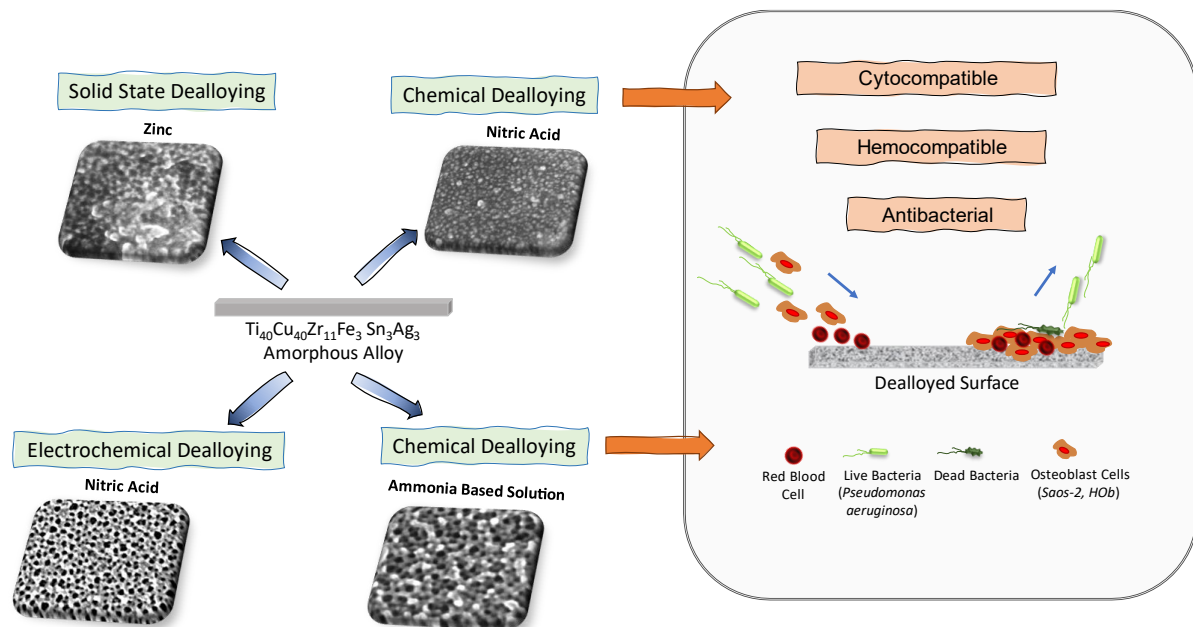 Solid State Dealloying
Zinc
Chemical Dealloying
Nitric Acid
Ti₄₀Cu₄₀Zr₁₁Fe₃ Sn₃Ag₃
Amorphous Alloy
Electrochemical Dealloying
Nitric Acid
Chemical Dealloying
Ammonia Based Solution
Cytocompatible
Hemocompatible
Antibacterial
Dealloyed Surface
Red Blood
Cell
Live Bacteria
(Pseudomonas
aeruginosa)
Dead Bacteria
Osteoblast Cells
(Saos-2, HOb)